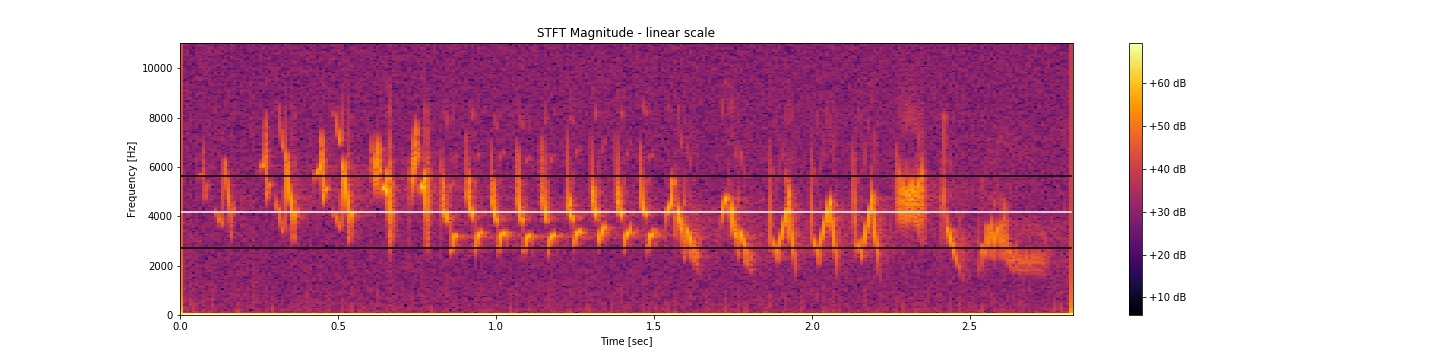 STFT Magnitude - linear scale
Frequency [Hz]
10000
8000
6000
4000
2000
0
0.0 0.5 1.0 1.5 2.0 2.5
Time [sec]
+60 dB
+50 dB
+40 dB
+30 dB
+20 dB
+10 dB